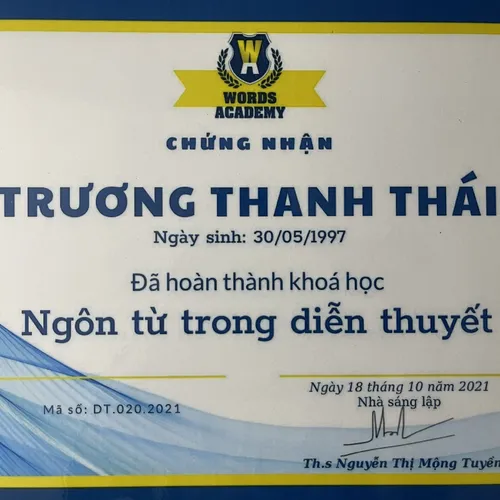 WA
WORDS
ACADEMY
CHỨNG NHẬN
TRƯƠNG THANH THÁI
Ngày sinh: 30/05/1997
Đã hoàn thành khoá học
Ngôn từ trong diễn thuyết
Ngày 18 tháng 10 năm 2021
Mã số: DT.020.2021
Nhà sáng lập
Th.s Nguyễn Thị Mộng Tuyền